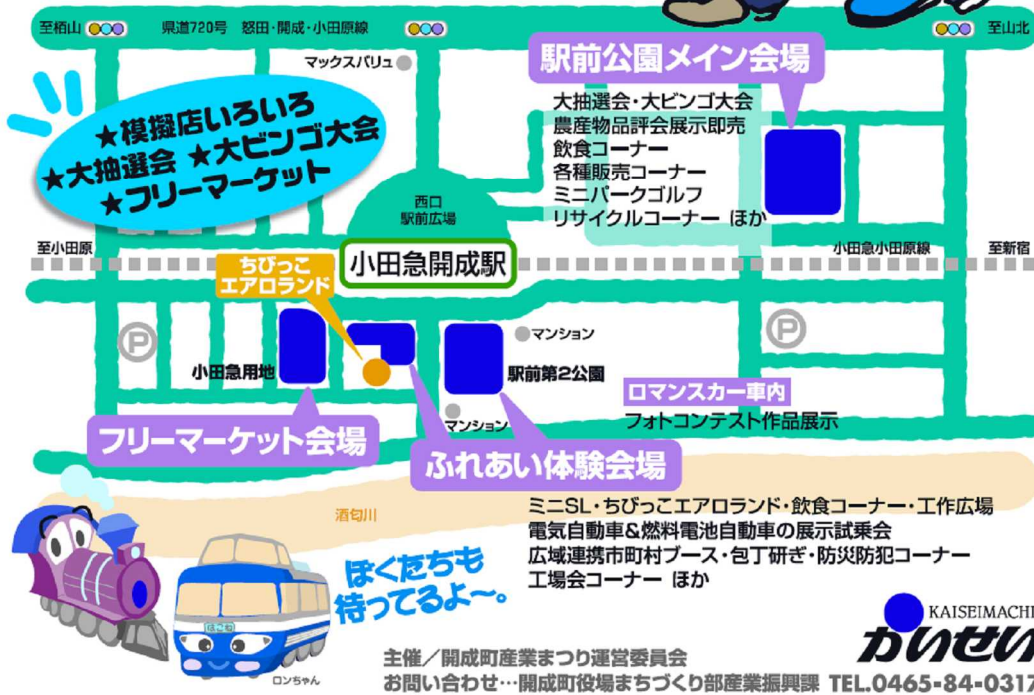 至栢山
県道720号 怒田・開成・小田原線
至山北
マックスバリュ
駅前公園メイン会場
大抽選会・大ビンゴ大会
農産物品評会展示即売
飲食コーナー
各種販売コーナー
ミニパークゴルフ
リサイクルコーナー ほか
★模擬店いろいろ
★大抽選会 ★大ビンゴ大会
★フリーマーケット
西口
駅前広場
至小田原
小田急開成駅
小田急小田原線
至新宿
ちびっこ
エアロランド
P
小田急用地
マンション
駅前第2公園
P
ロマンスカー車内
フォトコンテスト作品展示
マンション
フリーマーケット会場
ふれあい体験会場
酒匂川
ミニSL・ちびっこエアロランド・飲食コーナー・工作広場
電気自動車&燃料電池自動車の展示試乗会
広域連携市町村ブース・包丁研ぎ・防災防犯コーナー
工場会コーナー ほか
ぼくたちも
待ってるよ〜。
はこね
ロンちゃん
KAISEIMACHI
かいせい
主催／開成町産業まつり運営委員会
お問い合わせ…開成町役場まちづくり部産業振興課 TEL.0465-84-0317